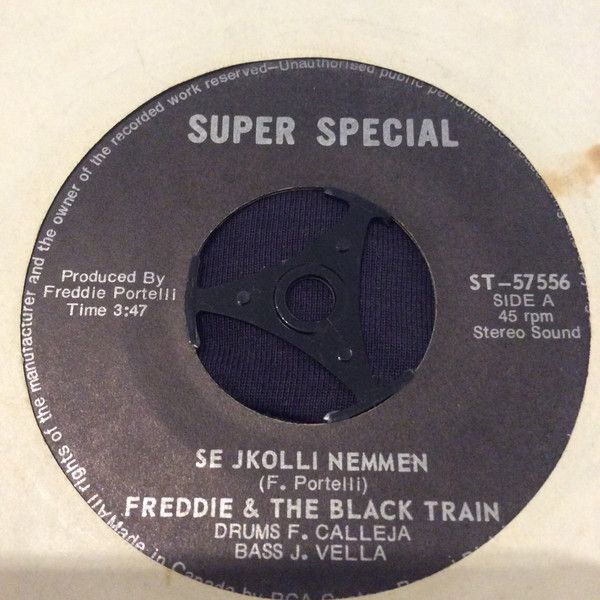 All rights of the manufacturer and the owner of the recorded work reserved-Unauthorised public performance
SUPER SPECIAL
Produced By
Freddie Portelli
Time 3:47
ST-57556
SIDE A
45 rpm
Stereo Sound
SE JKOLLI NEMMEN
(F. Portelli)
FREDDIE & THE BLACK TRAIN
DRUMS F. CALLEJA
BASS J. VELLA
in Canada by RCA